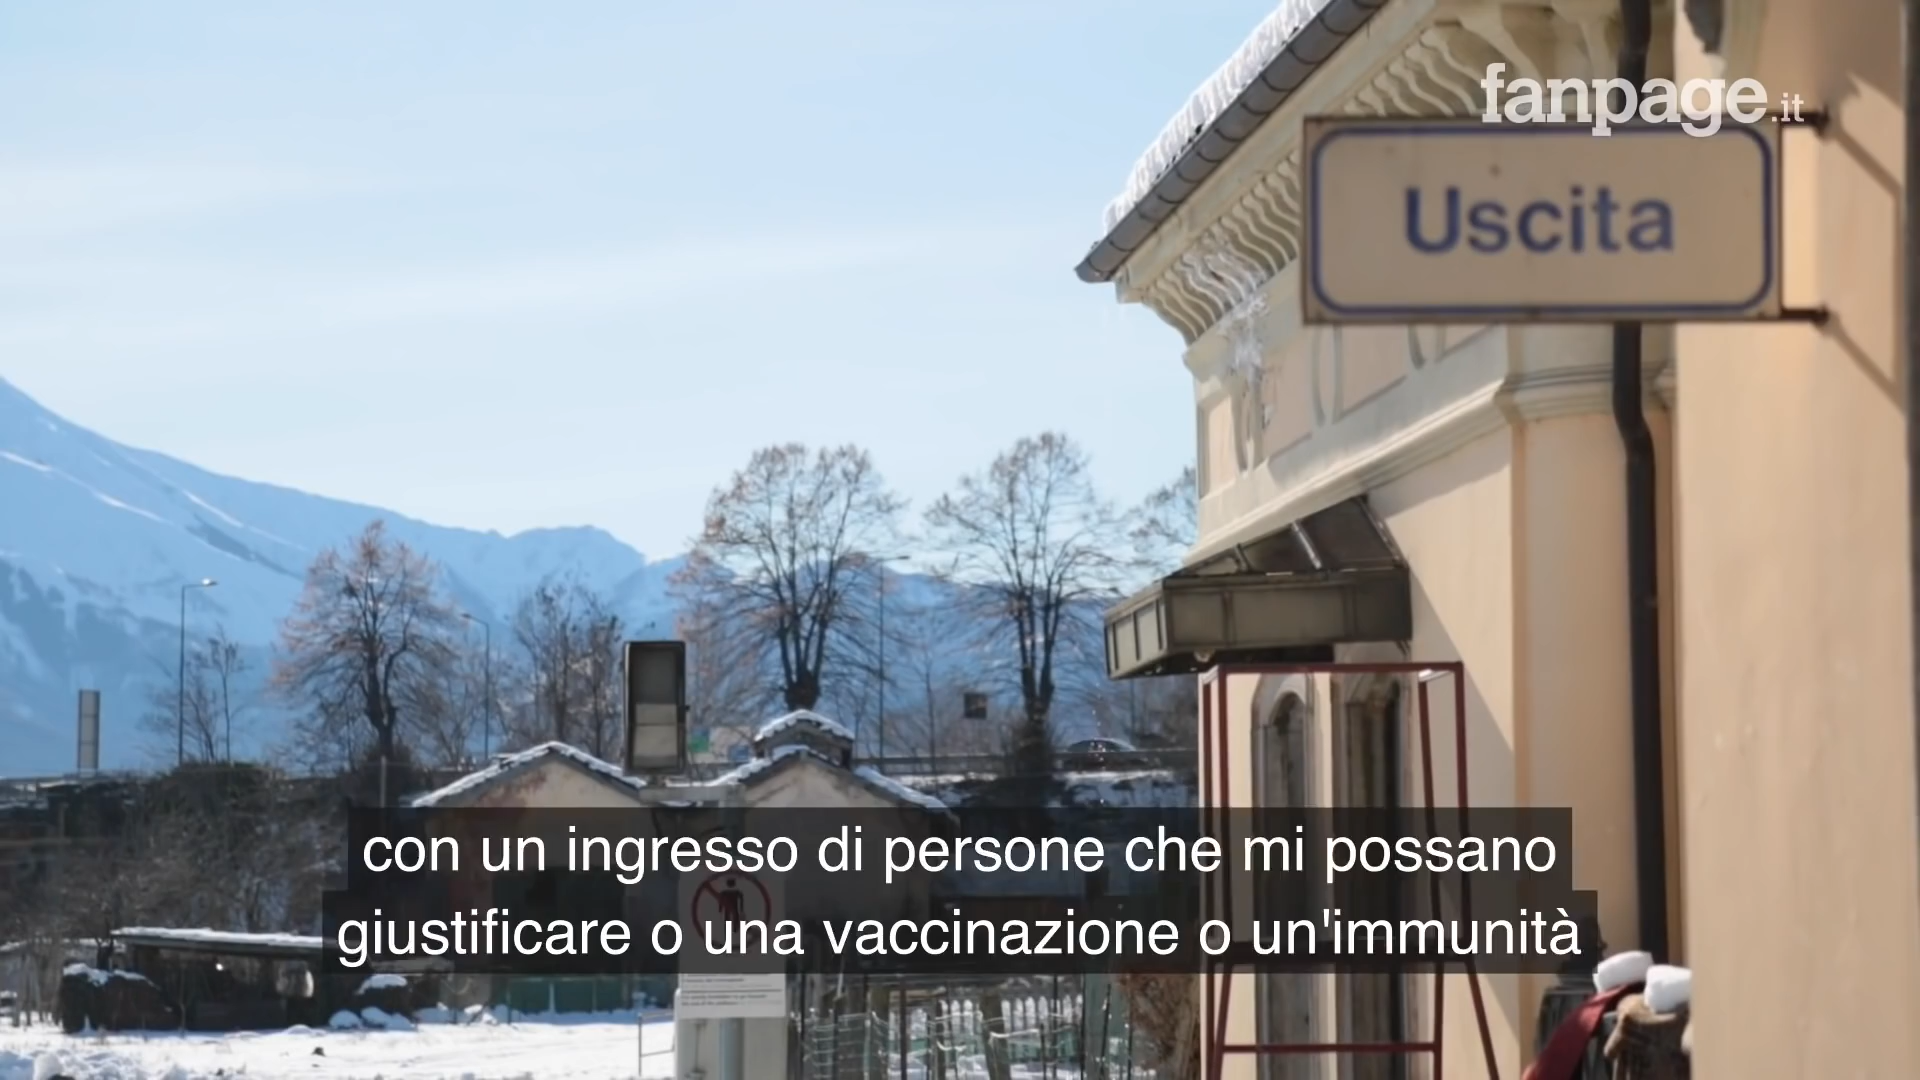 fanpage.it
Uscita
con un ingresso di persone che mi possano
giustificare o una vaccinazione o un'immunità